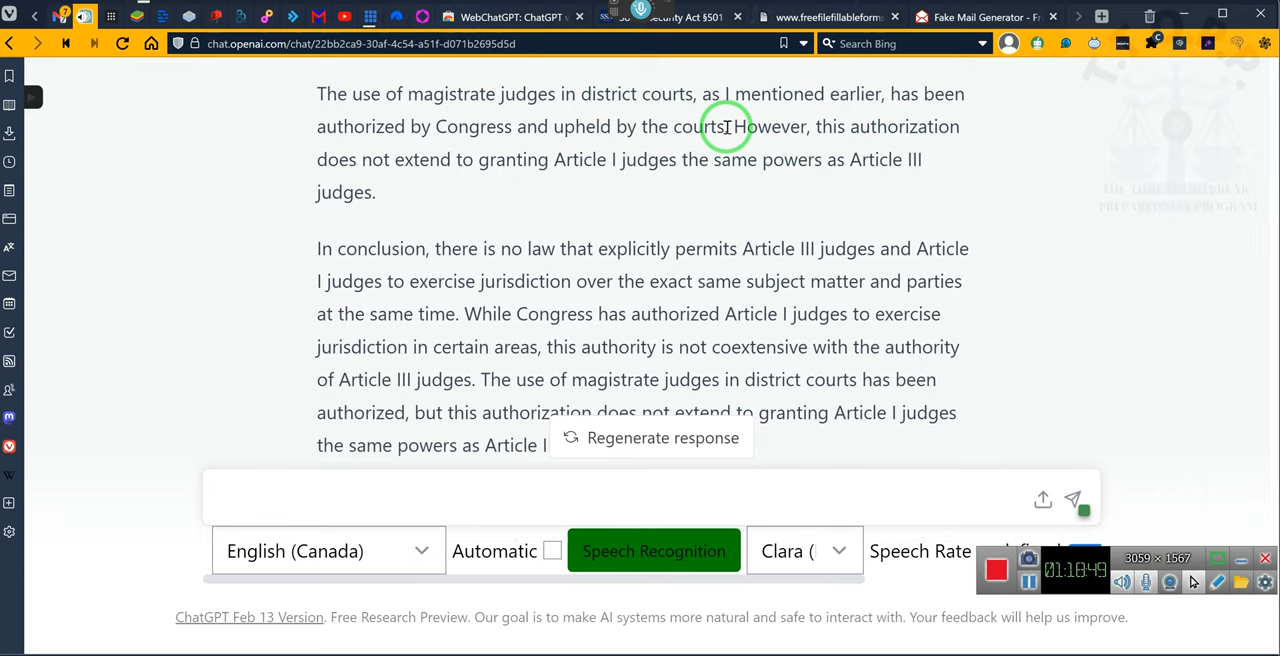 WebChatGPT: ChatGPT
Security Act §501
www.freefilefillableforms
Fake Mail Generator - Fr
chat.openai.com/chat/22bb2ca9-30af-4c54-a51f-d071b2695d5d
Search Bing
The use of magistrate judges in district courts, as I mentioned earlier, has been
authorized by Congress and upheld by the courts. However, this authorization
does not extend to granting Article I judges the same powers as Article III
judges.
THE THREAT OUTBREAK
PREPAREDNESS PROGRAM
In conclusion, there is no law that explicitly permits Article III judges and Article
I judges to exercise jurisdiction over the exact same subject matter and parties
at the same time. While Congress has authorized Article I judges to exercise
jurisdiction in certain areas, this authority is not coextensive with the authority
of Article III judges. The use of magistrate judges in district courts has been
authorized, but this authorization does not extend to granting Article I judges
the same powers as Article I
Regenerate response
English (Canada)
Automatic
Speech Recognition
Clara (
Speech Rate
3059 × 1567
01:18:49
ChatGPT Feb 13 Version. Free Research Preview. Our goal is to make AI systems more natural and safe to interact with. Your feedback will help us improve.